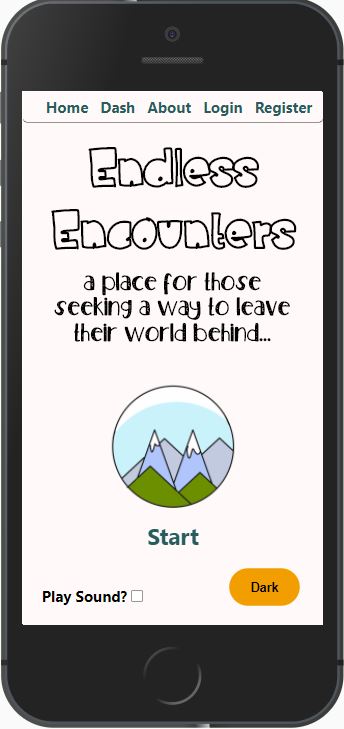 Home Dash About Login Register
Endless
Encounters
a place for those
seeking a way to leave
their world behind...
Start
Play Sound?
Dark